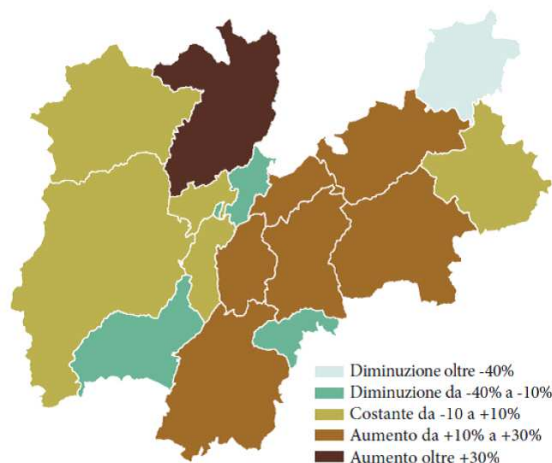 Diminuzione oltre -40%
Diminuzione da -40% a -10%
Costante da -10 a +10%
Aumento da +10% a +30%
Aumento oltre +30%